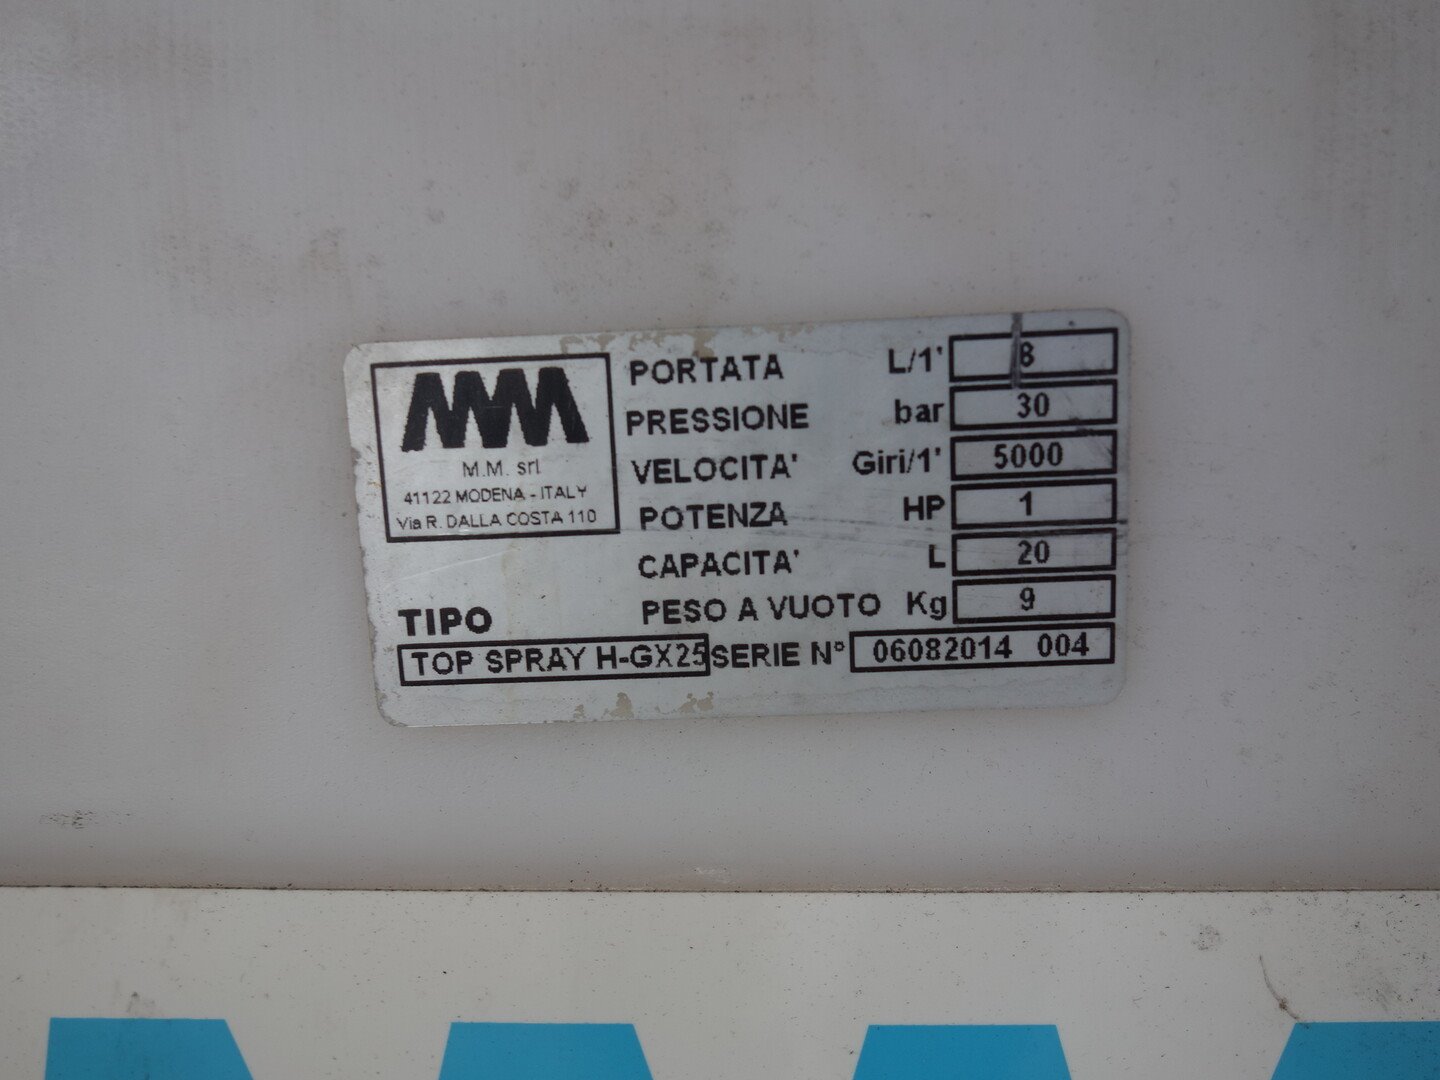 MM
M.M. srl
41122 MODENA - ITALY
Via R. DALLA COSTA 110
PORTATA L/1' 8
PRESSIONE bar 30
VELOCITA' Giri/1' 5000
POTENZA HP 1
CAPACITA' L 20
PESO A VUOTO Kg 9
TIPO
TOP SPRAY H-GX25 SERIE N° 06082014 004